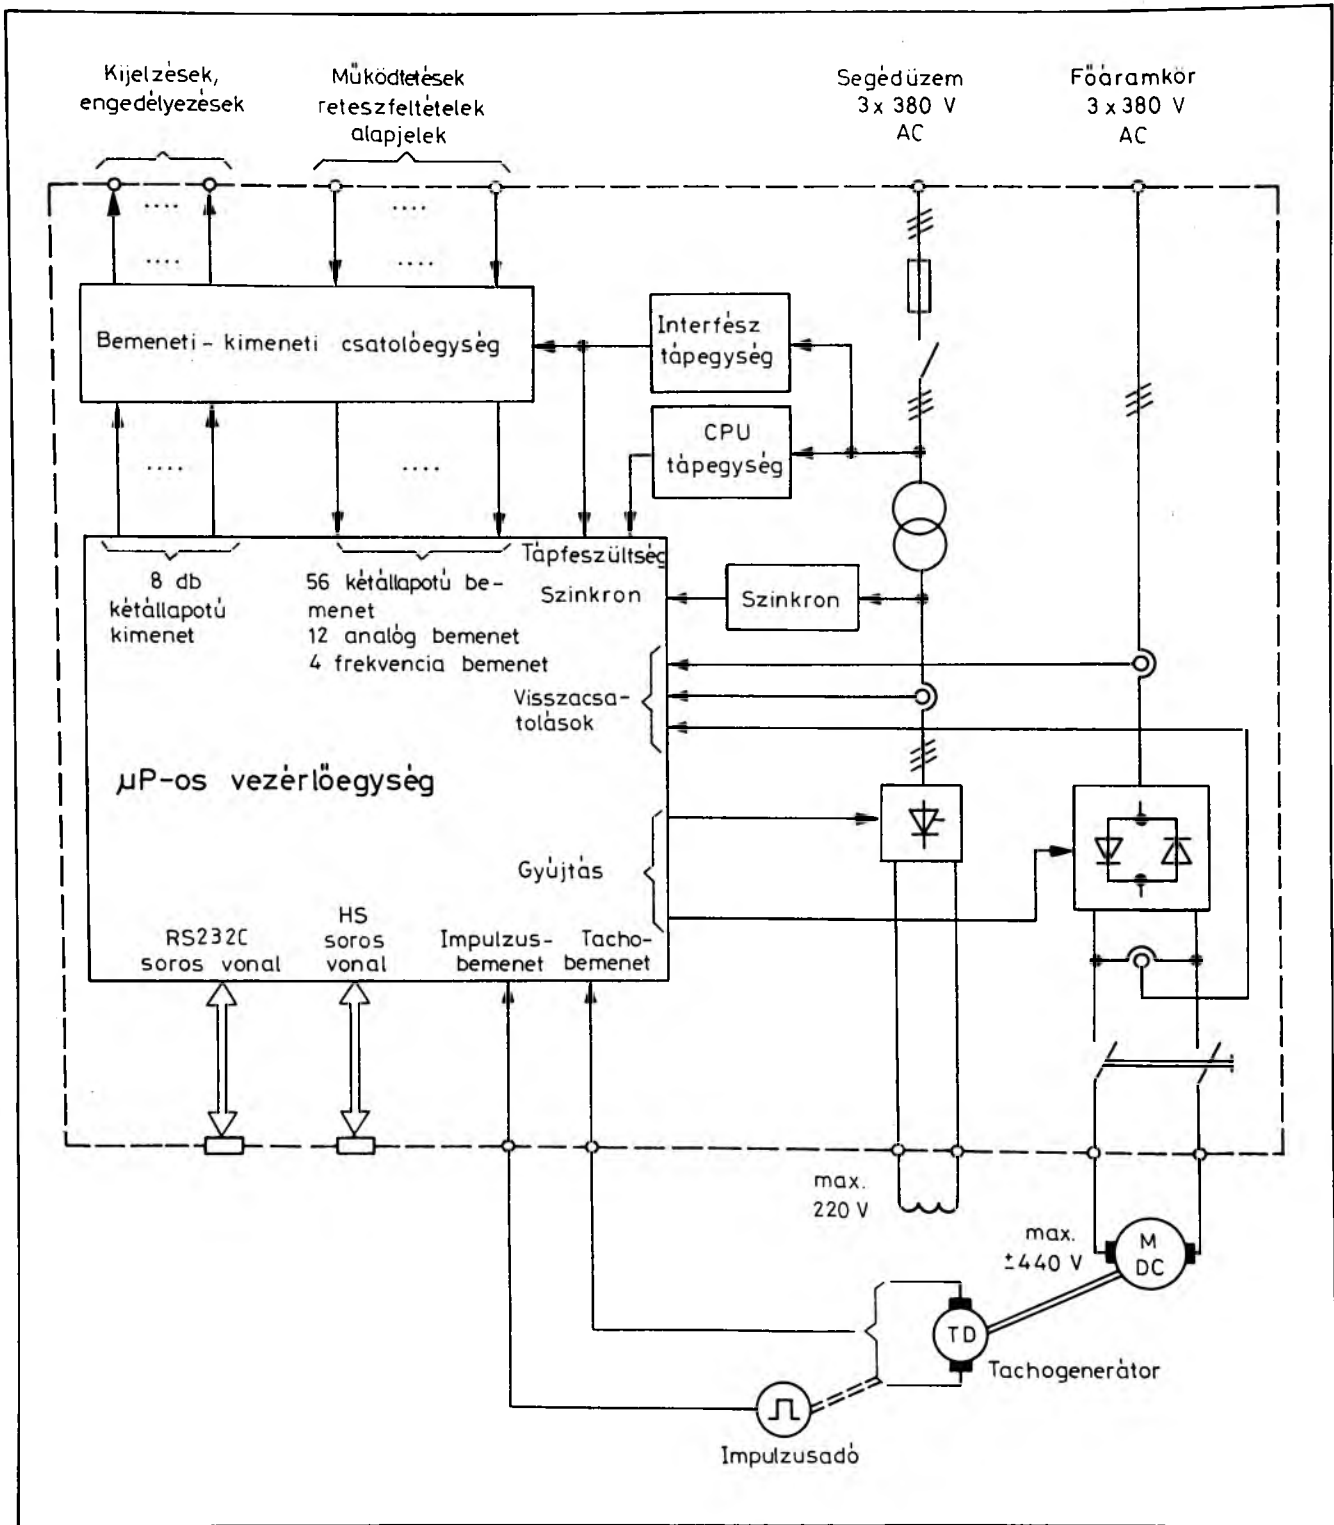 Kijelzések,
engedélyezések
Működtetések
reteszfeltételek
alapjelek
Segédüzem
3 x 380 V
AC
Főáramkör
3 x 380 V
AC
Bemeneti - kimeneti csatolóegység
Interfész
tápegység
CPU
tápegység
8 db
kétállapotú
kimenet
56 kétállapotú be-
menet
12 analóg bemenet
4 frekvencia bemenet
Tápfeszültség
Szinkron
Szinkron
Visszacsa-
tolások
μP-os vezérlőegység
Gyújtás
RS232C
soros vonal
HS
soros
vonal
Impulzus-
bemenet
Tacho-
bemenet
max.
220 V
max.
±440 V
M
DC
TD
Tachogenerátor
Impulzusadó